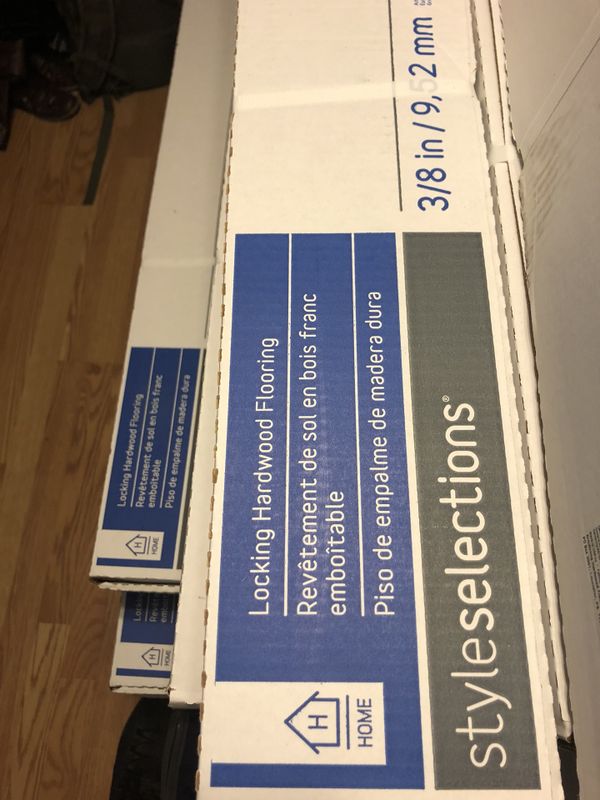 3/8 in / 9,52 mm
Locking Hardwood Flooring
Revêtement de sol en bois franc
emboîtable
Piso de empalme de madera dura
H
HOME
styleselections®
Locking Hardwood Flooring
Revêtement de sol en bois franc
emboîtable
Piso de empalme de madera dura
H
HOME
H
HOME